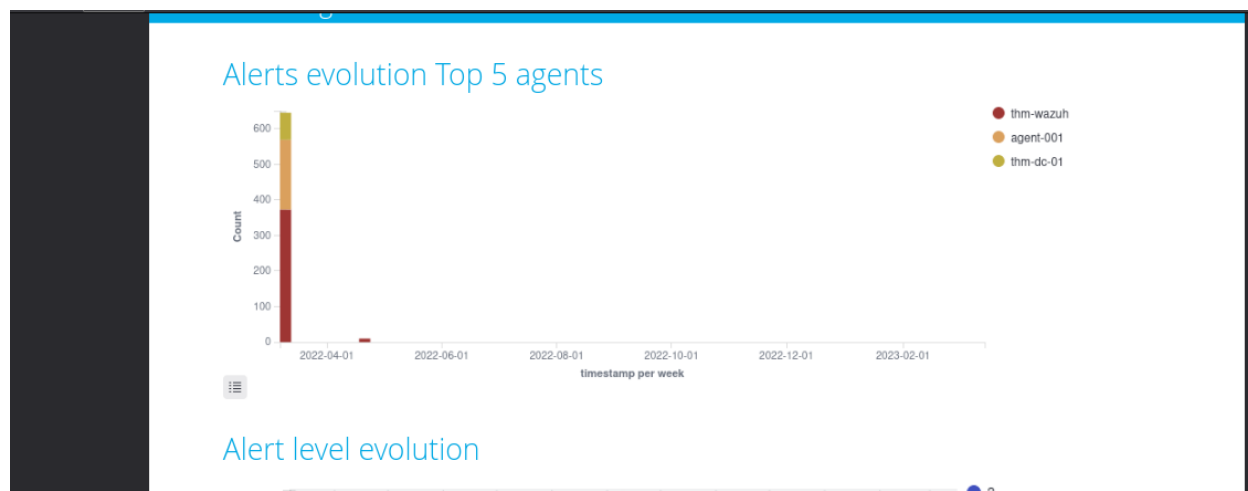 Alerts evolution Top 5 agents
thm-wazuh
agent-001
thm-dc-01
Count
600
500
400
300
200
100
0
2022-04-01 2022-06-01 2022-08-01 2022-10-01 2022-12-01 2023-02-01
timestamp per week
Alert level evolution